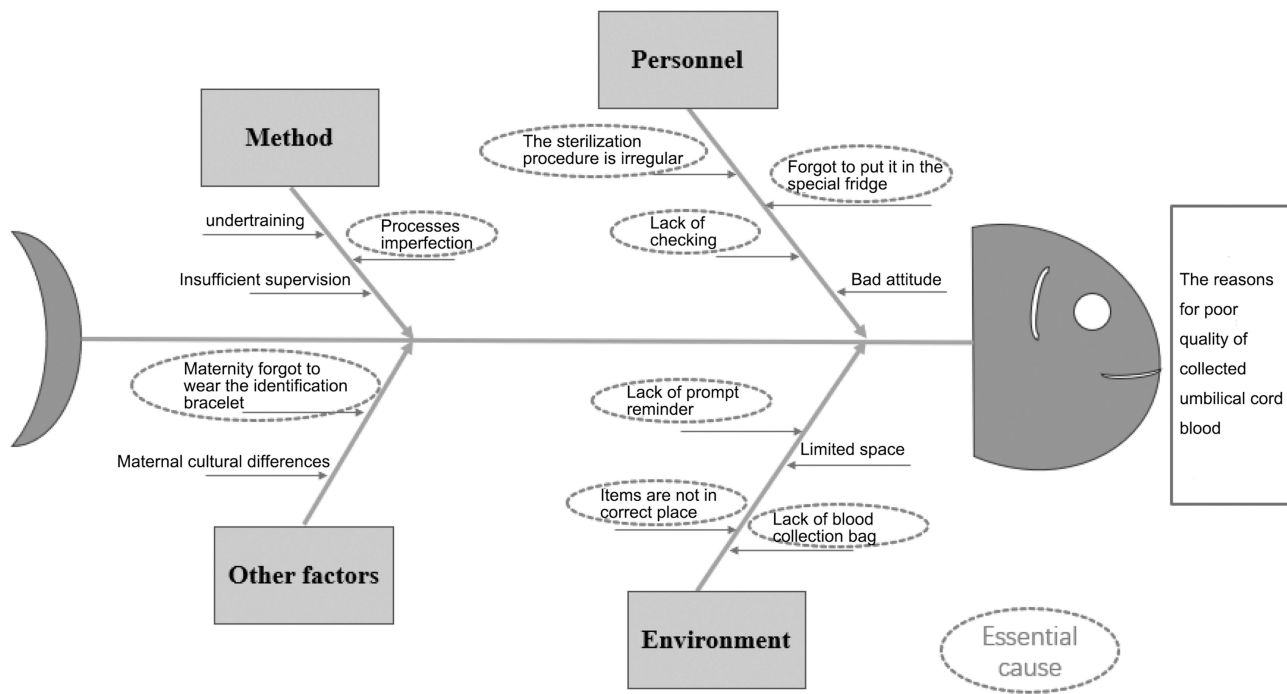 Personnel
Method
The sterilization
procedure is irregular
Forgot to put it in the
special fridge
undertraining
Processes
imperfection
Lack of
checking
Insufficient supervision
Bad attitude
The reasons
for poor
quality of
collected
umbilical cord
blood
Maternity forgot to
wear the identification
bracelet
Lack of prompt
reminder
Maternal cultural differences
Limited space
Items are not in
correct place
Lack of blood
collection bag
Other factors
Environment
Essential
cause